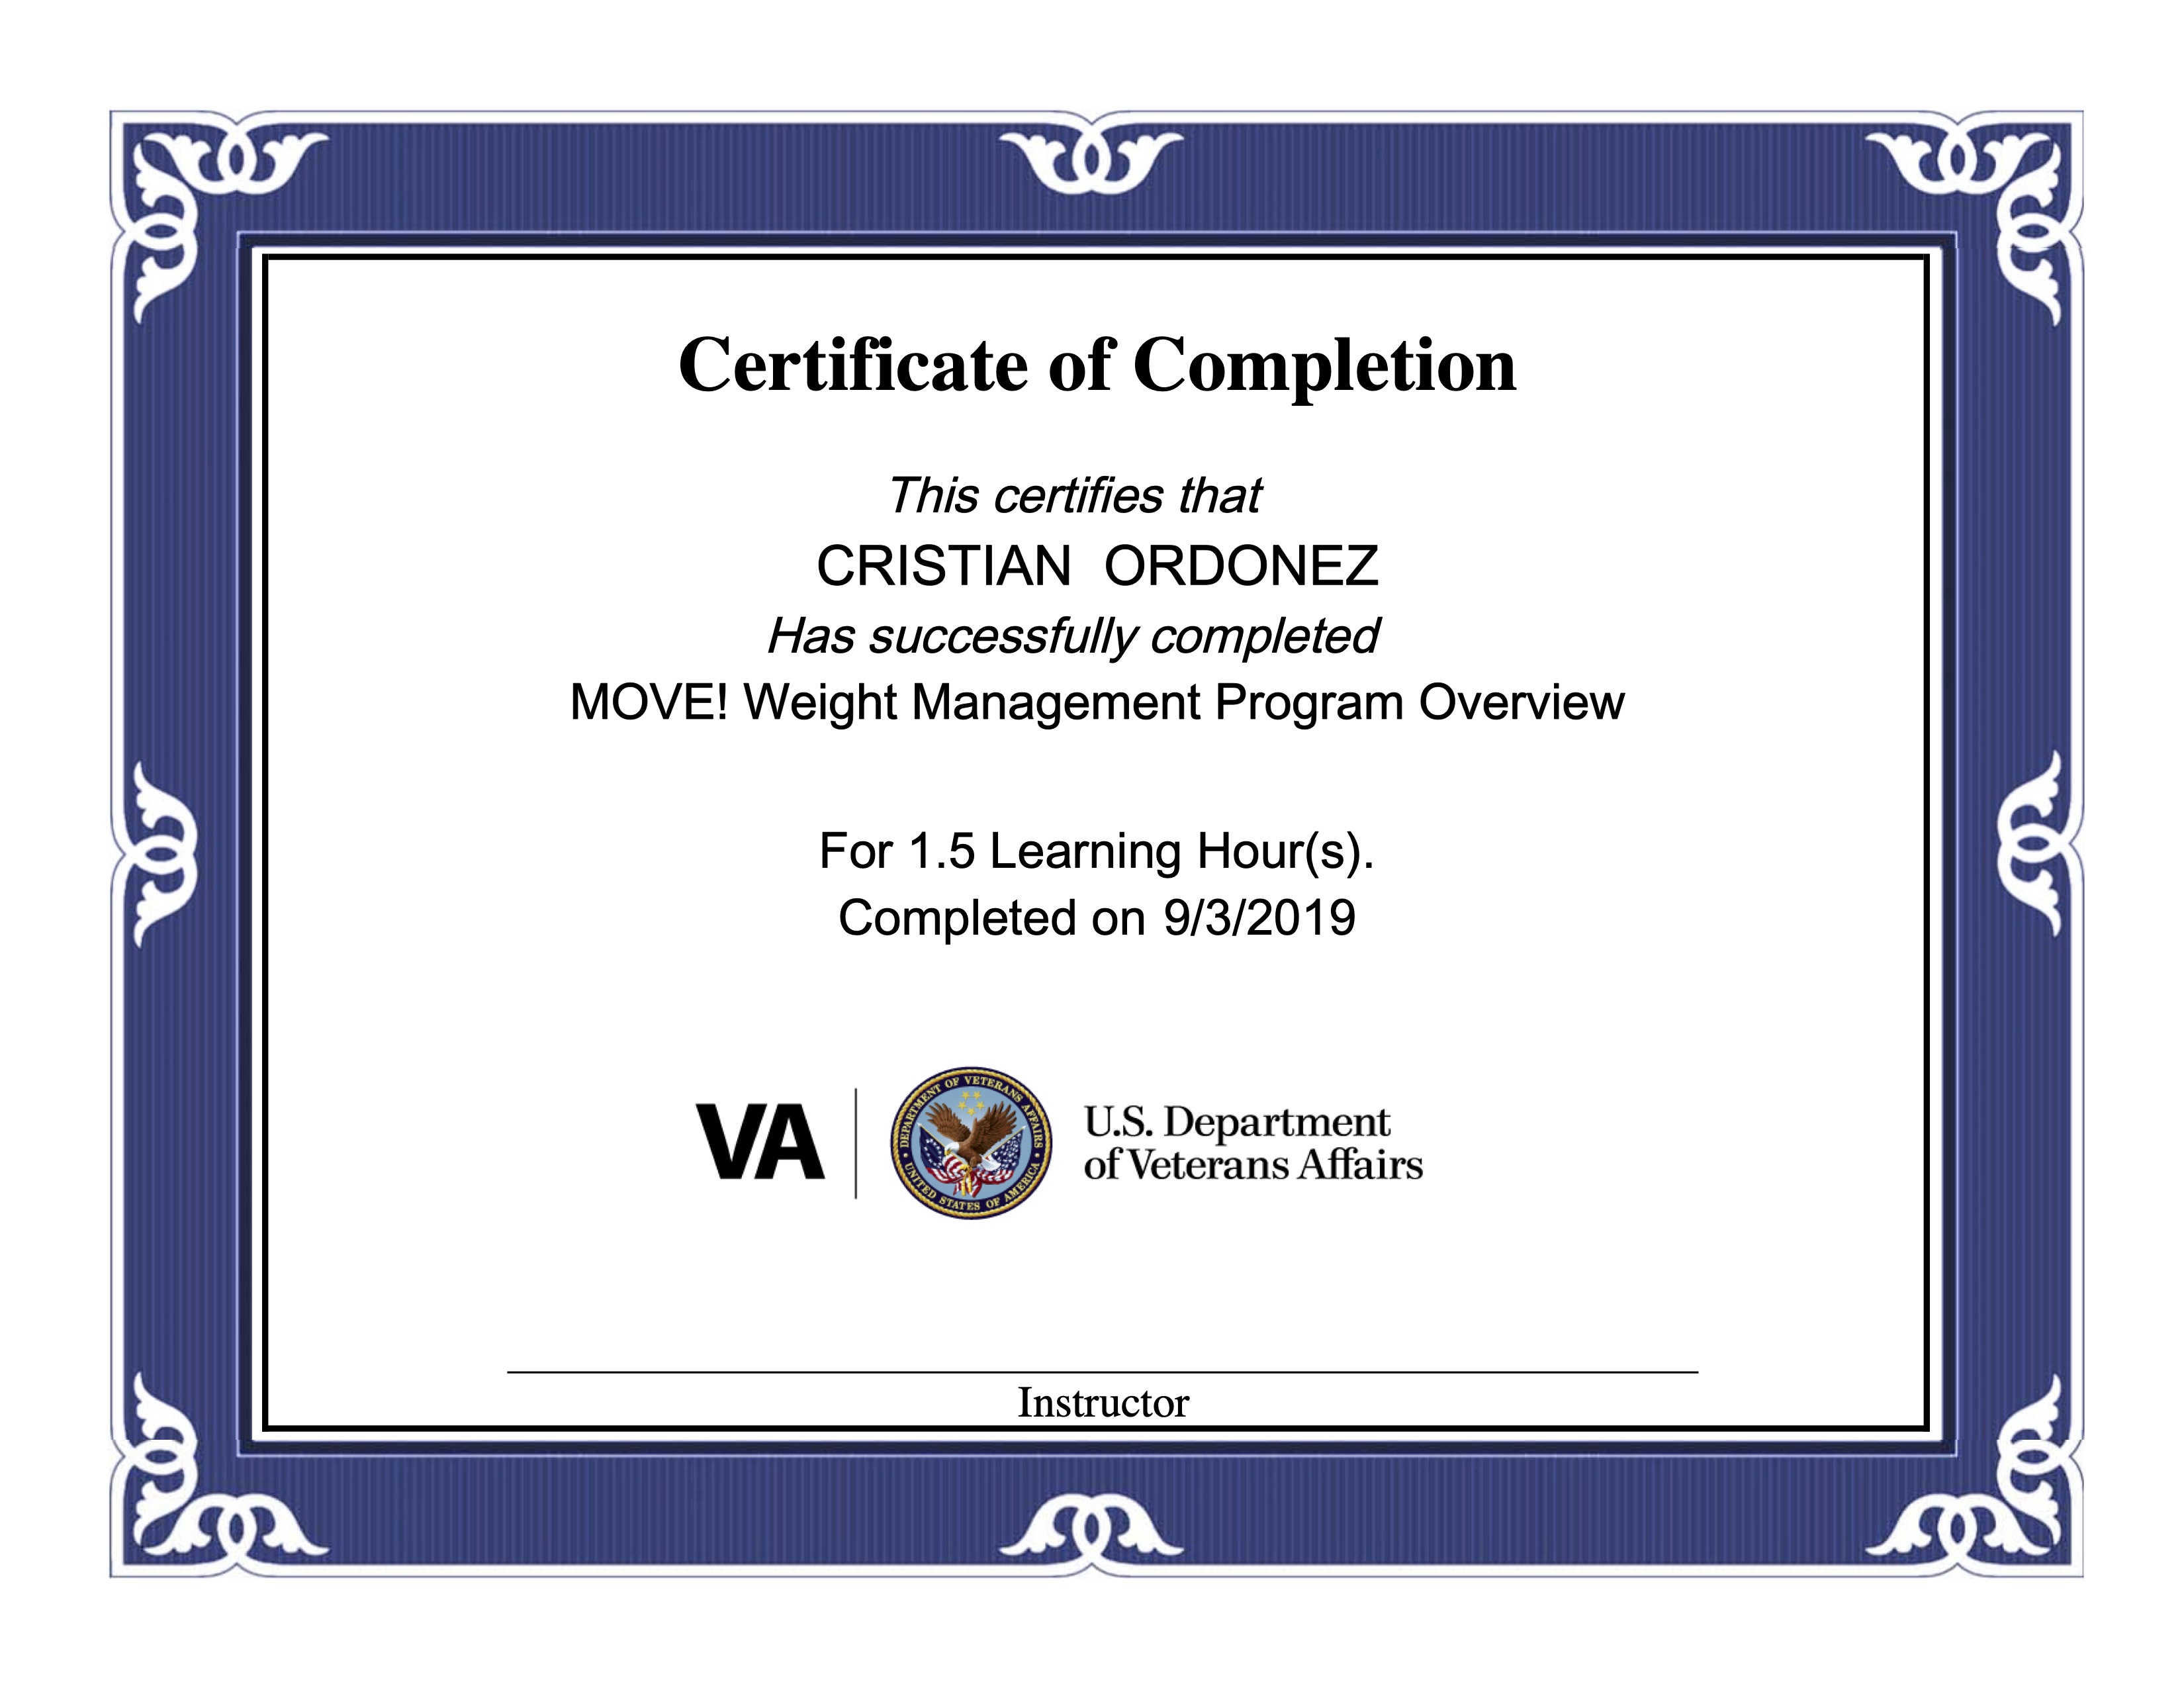 Certificate of Completion
This certifies that
CRISTIAN ORDONEZ
Has successfully completed
MOVE! Weight Management Program Overview
For 1.5 Learning Hour(s).
Completed on 9/3/2019
VA
DEPARTMENT OF VETERANS AFFAIRS
UNITED STATES OF AMERICA
U.S. Department
of Veterans Affairs
Instructor